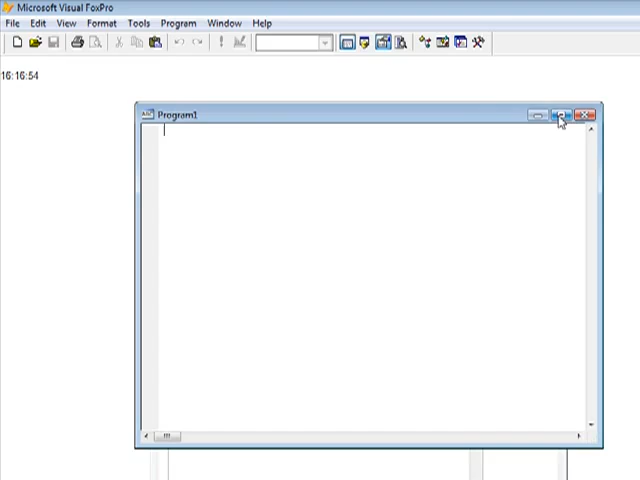 Microsoft Visual FoxPro
File Edit View Format Tools Program Window Help
16:16:54
Program1